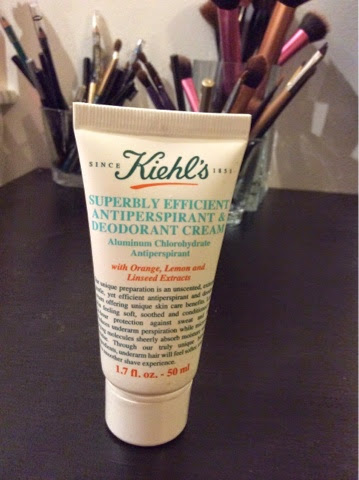 SINCE Kiehl's 1851
SUPERBLY EFFICIENT
ANTIPERSPIRANT &
DEODORANT CREAM
Aluminum Chlorohydrate
Antiperspirant
with Orange, Lemon and
Linseed Extracts
unique preparation is an unscented,
yet efficient antiperspirant and
offering unique skin care benefits.
feeling soft, soothed and
protection against sweat and
underarm perspiration while
molecules sheerly absorb
Through our truly unique
underarm hair will feel
smoother shave experience.
1.7 fl. oz. - 50 ml